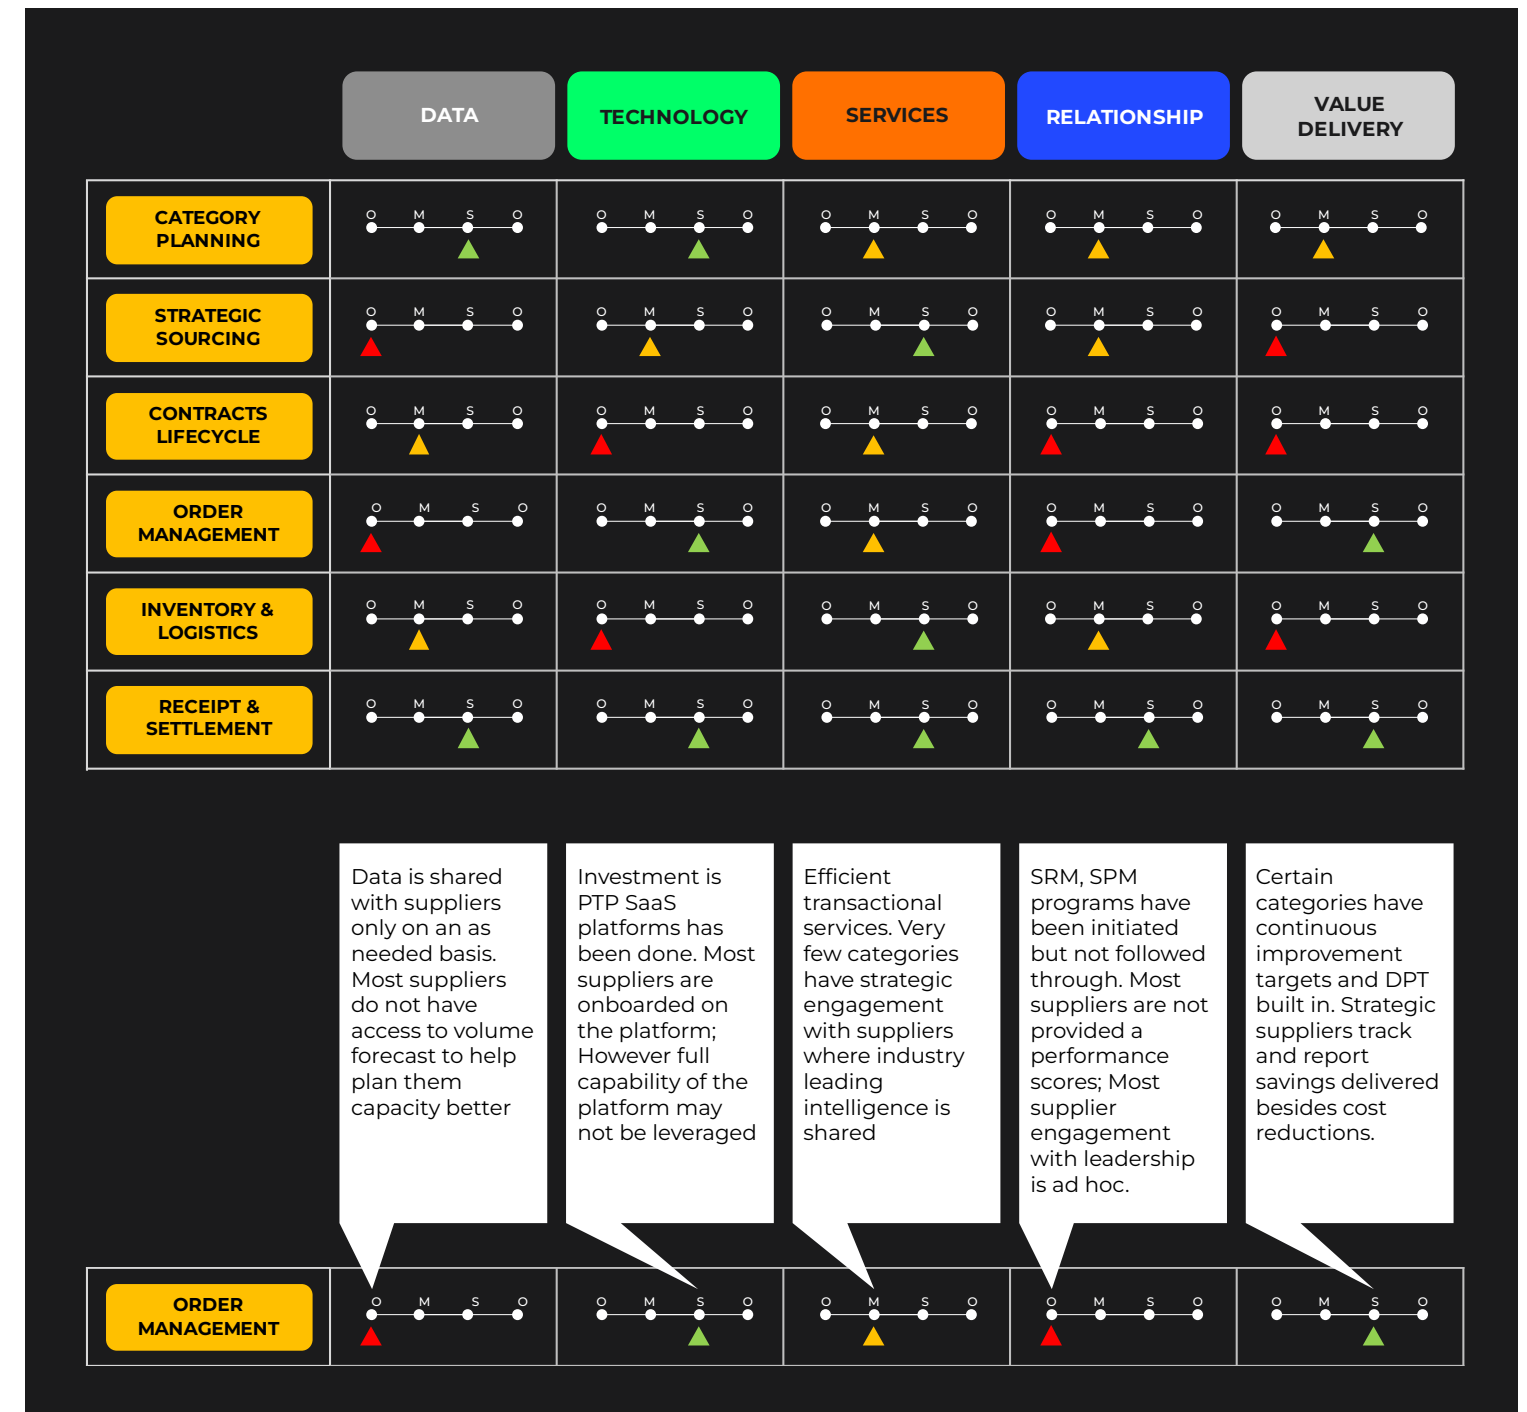 DATA
TECHNOLOGY
SERVICES
RELATIONSHIP
VALUE
DELIVERY
CATEGORY
PLANNING
O M S O
O M S O
O M S O
O M S O
O M S O
STRATEGIC
SOURCING
O M S O
O M S O
O M S O
O M S O
O M S O
CONTRACTS
LIFECYCLE
O M S O
O M S O
O M S O
O M S O
O M S O
ORDER
MANAGEMENT
O M S O
O M S O
O M S O
O M S O
O M S O
INVENTORY &
LOGISTICS
O M S O
O M S O
O M S O
O M S O
O M S O
RECEIPT &
SETTLEMENT
O M S O
O M S O
O M S O
O M S O
O M S O
Data is shared
with suppliers
only on an as
needed basis.
Most suppliers
do not have
access to volume
forecast to help
plan them
capacity better
Investment is
PTP SaaS
platforms has
been done. Most
suppliers are
onboarded on
the platform;
However full
capability of the
platform may
not be leveraged
Efficient
transactional
services. Very
few categories
have strategic
engagement
with suppliers
where industry
leading
intelligence is
shared
SRM, SPM
programs have
been initiated
but not followed
through. Most
suppliers are not
provided a
performance
scores; Most
supplier
engagement
with leadership
is ad hoc.
Certain
categories have
continuous
improvement
targets and DPT
built in. Strategic
suppliers track
and report
savings delivered
besides cost
reductions.
ORDER
MANAGEMENT
O M S O
O M S O
O M S O
O M S O
O M S O